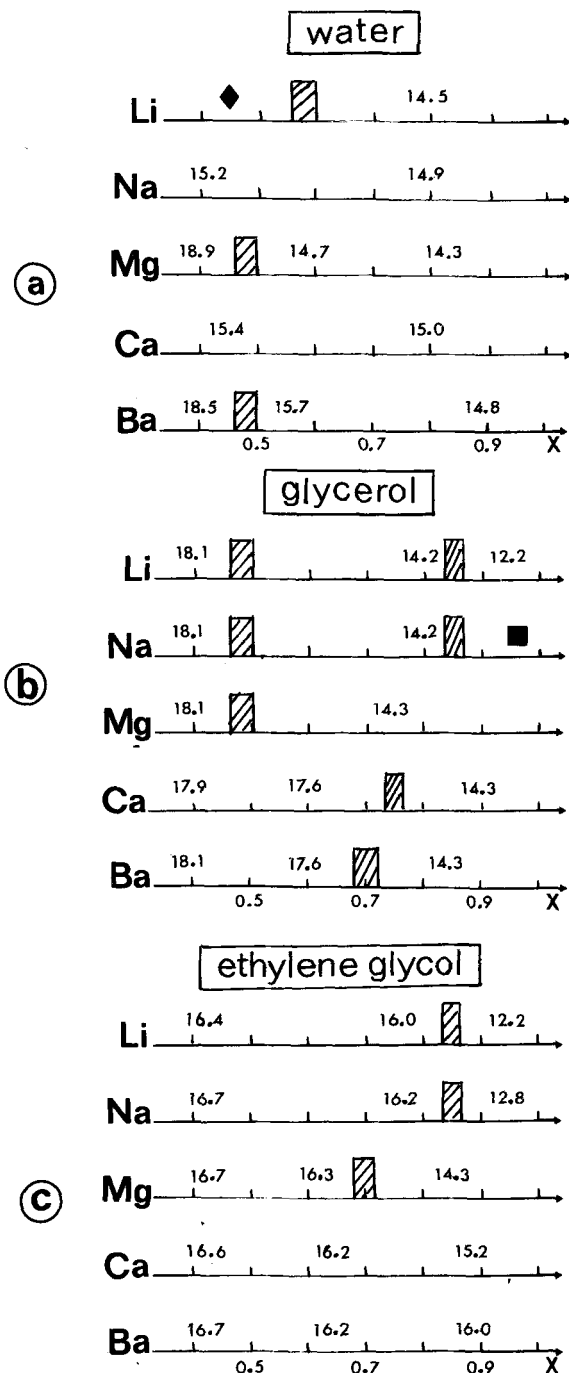 water
Li 14.5
Na 15.2 14.9
Mg 18.9 14.7 14.3
a
Ca 15.4 15.0
Ba 18.5 15.7 14.8
0.5 0.7 0.9 X
glycerol
Li 18.1 14.2 12.2
Na 18.1 14.2
b
Mg 18.1 14.3
Ca 17.9 17.6 14.3
Ba 18.1 17.6 14.3
0.5 0.7 0.9 X
ethylene glycol
Li 16.4 16.0 12.2
Na 16.7 16.2 12.8
Mg 16.7 16.3 14.3
c
Ca 16.6 16.2 15.2
Ba 16.7 16.2 16.0
0.5 0.7 0.9 X